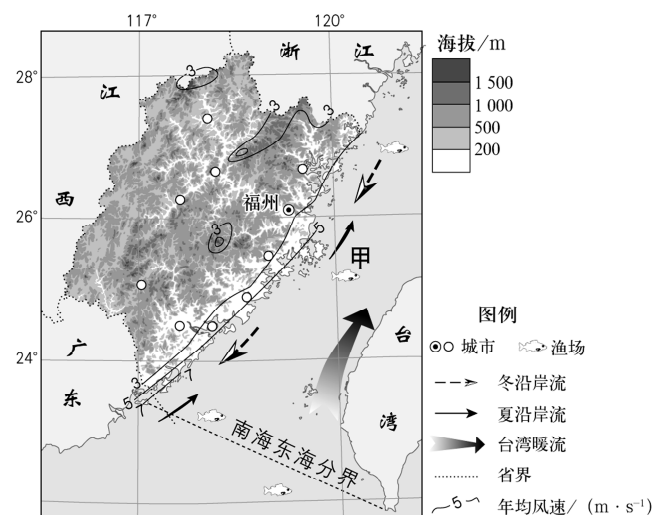 117°
120°
28°
26°
24°
浙 江
江 西
福州
甲
广 东
台 湾
南海东海分界
3
3
3
3
5
5
7
7
海拔/m
1 500
1 000
500
200
图例
城市
渔场
冬沿岸流
夏沿岸流
台湾暖流
省界
5
年均风速/（m·s⁻¹）